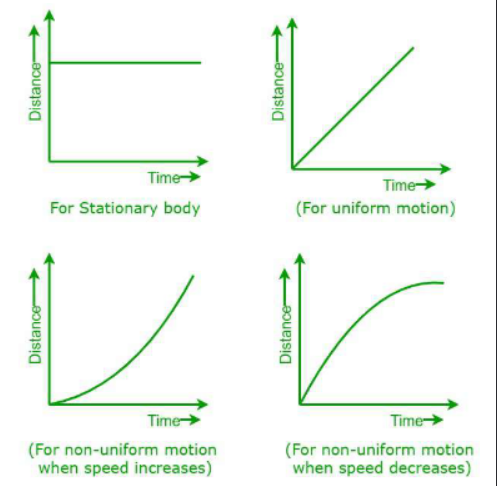 Distance
Time
For Stationary body
Distance
Time
(For uniform motion)
Distance
Time
(For non-uniform motion
when speed increases)
Distance
Time
(For non-uniform motion
when speed decreases)